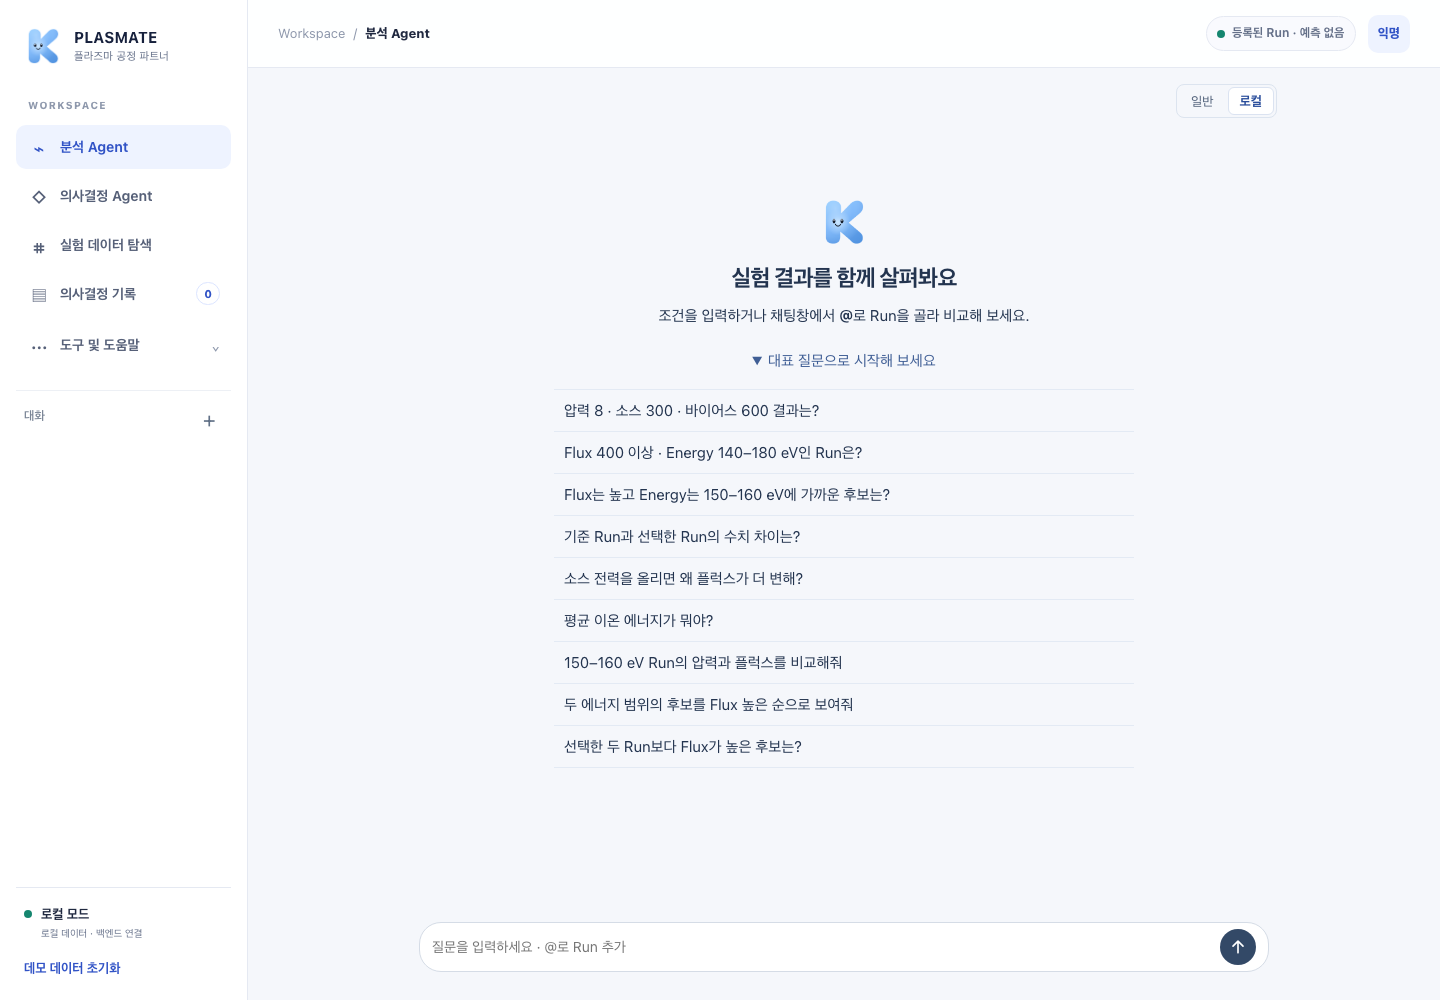 PLASMATE
플라즈마 공정 파트너
WORKSPACE
분석 Agent
의사결정 Agent
실험 데이터 탐색
의사결정 기록
0
도구 및 도움말
대화
로컬 모드
로컬 데이터 · 백엔드 연결
데모 데이터 초기화
Workspace / 분석 Agent
등록된 Run · 예측 없음
익명
일반
로컬
실험 결과를 함께 살펴봐요
조건을 입력하거나 채팅창에서 @로 Run을 골라 비교해 보세요.
▼ 대표 질문으로 시작해 보세요
압력 8 · 소스 300 · 바이어스 600 결과는?
Flux 400 이상 · Energy 140–180 eV인 Run은?
Flux는 높고 Energy는 150–160 eV에 가까운 후보는?
기준 Run과 선택한 Run의 수치 차이는?
소스 전력을 올리면 왜 플럭스가 더 변해?
평균 이온 에너지가 뭐야?
150–160 eV Run의 압력과 플럭스를 비교해줘
두 에너지 범위의 후보를 Flux 높은 순으로 보여줘
선택한 두 Run보다 Flux가 높은 후보는?
질문을 입력하세요 · @로 Run 추가